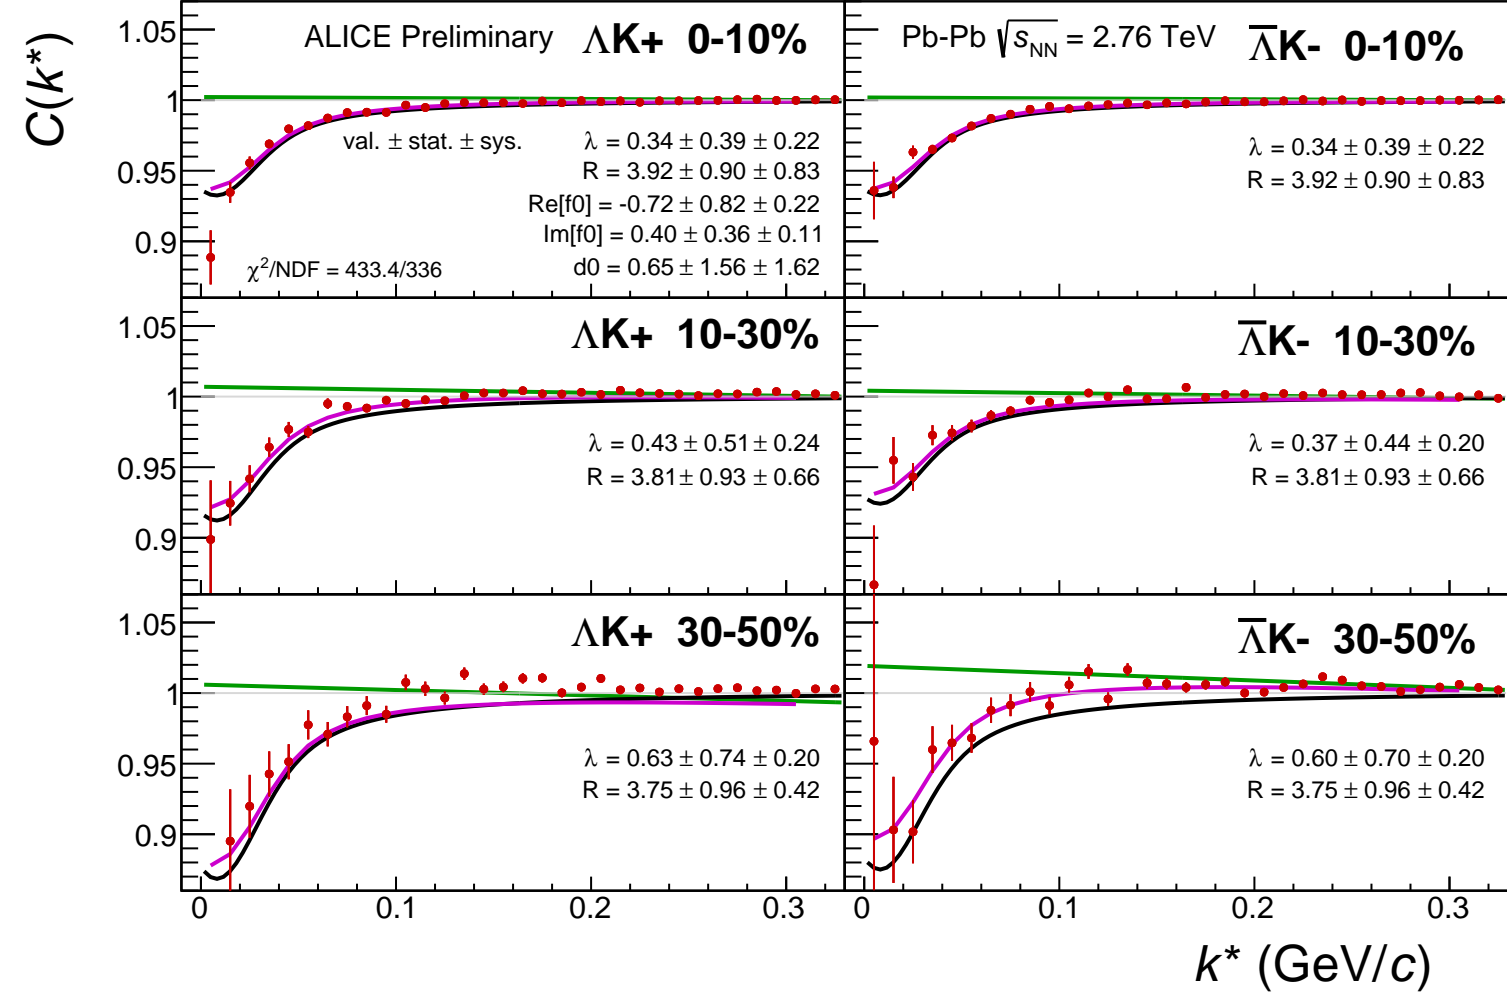 C(k*)
1.05
1
0.95
0.9
ALICE Preliminary
ΛK+ 0-10%
val. ± stat. ± sys.
λ = 0.34 ± 0.39 ± 0.22
R = 3.92 ± 0.90 ± 0.83
Re[f0] = -0.72 ± 0.82 ± 0.22
Im[f0] = 0.40 ± 0.36 ± 0.11
d0 = 0.65 ± 1.56 ± 1.62
χ²/NDF = 433.4/336
Pb-Pb √s_NN = 2.76 TeV
Λ̅K- 0-10%
λ = 0.34 ± 0.39 ± 0.22
R = 3.92 ± 0.90 ± 0.83
1.05
1
0.95
0.9
ΛK+ 10-30%
λ = 0.43 ± 0.51 ± 0.24
R = 3.81± 0.93 ± 0.66
Λ̅K- 10-30%
λ = 0.37 ± 0.44 ± 0.20
R = 3.81± 0.93 ± 0.66
1.05
1
0.95
0.9
ΛK+ 30-50%
λ = 0.63 ± 0.74 ± 0.20
R = 3.75 ± 0.96 ± 0.42
Λ̅K- 30-50%
λ = 0.60 ± 0.70 ± 0.20
R = 3.75 ± 0.96 ± 0.42
0 0.1 0.2 0.3
0 0.1 0.2 0.3
k* (GeV/c)